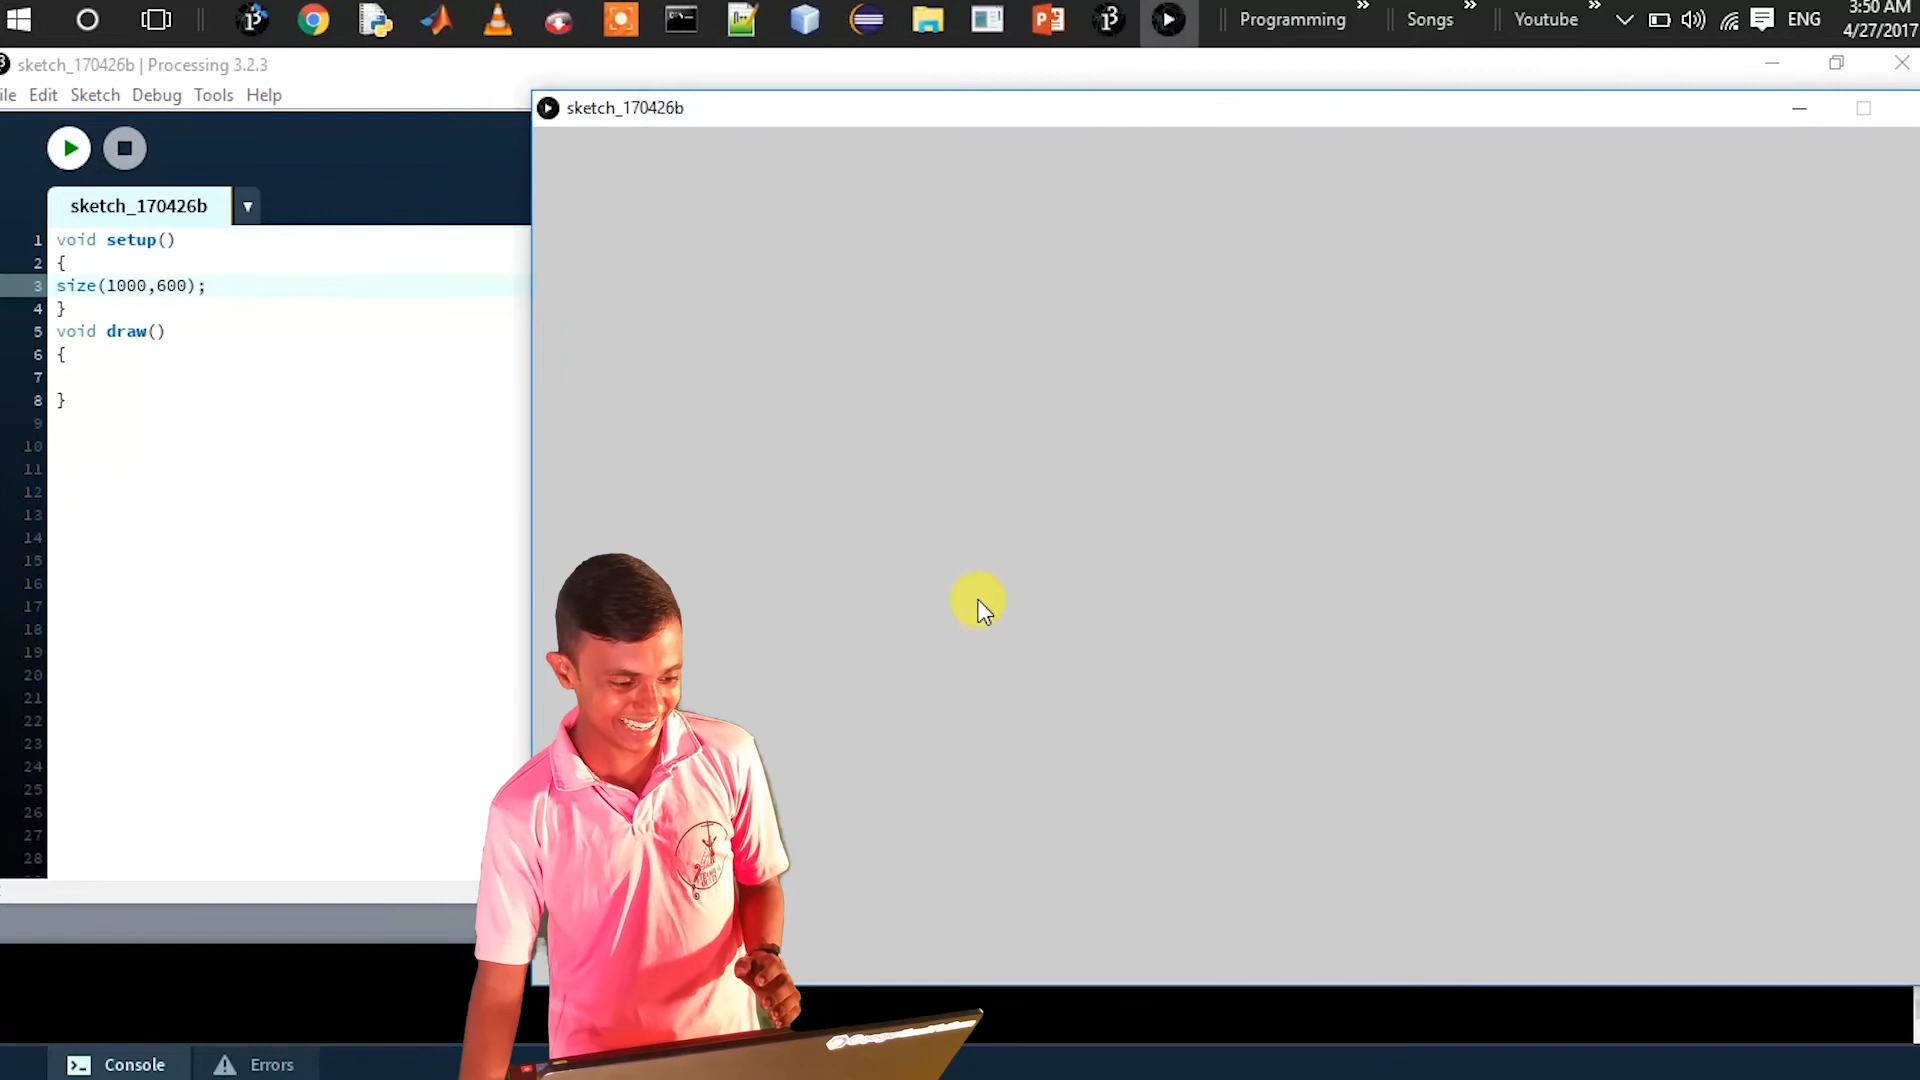 Programming
Songs
Youtube
ENG
3:50 AM
4/27/2017
sketch_170426b | Processing 3.2.3
ile Edit Sketch Debug Tools Help
sketch_170426b
sketch_170426b
1 void setup()
2 {
3 size(1000,600);
4 }
5 void draw()
6 {
7
8 }
9
10
11
12
13
14
15
16
17
18
19
20
21
22
23
24
25
26
27
28
Console
Errors